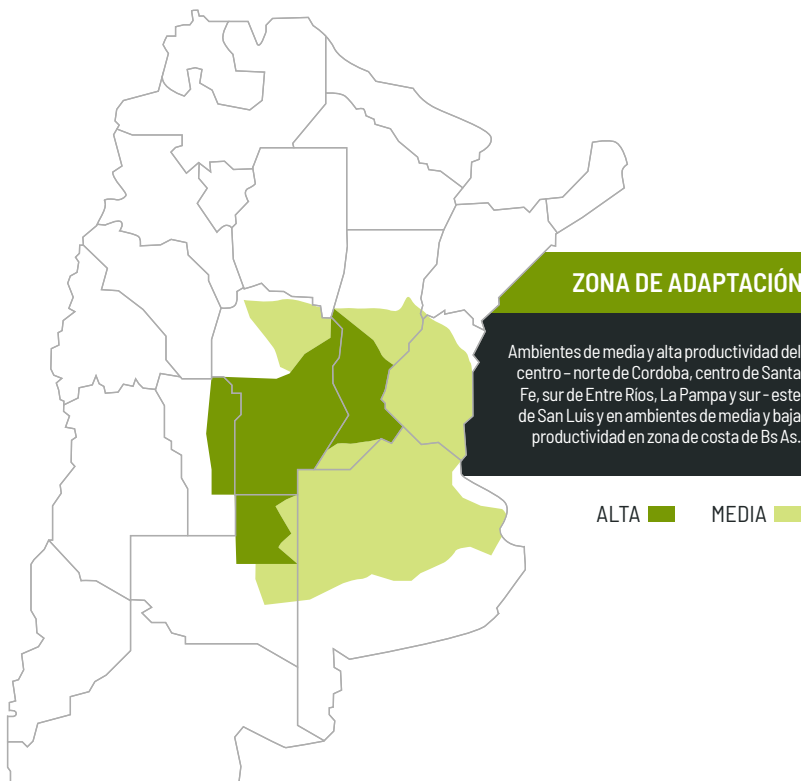 ZONA DE ADAPTACIÓN
Ambientes de media y alta productividad del
centro – norte de Cordoba, centro de Santa
Fe, sur de Entre Ríos, La Pampa y sur - este
de San Luis y en ambientes de media y baja
productividad en zona de costa de Bs As.
ALTA MEDIA